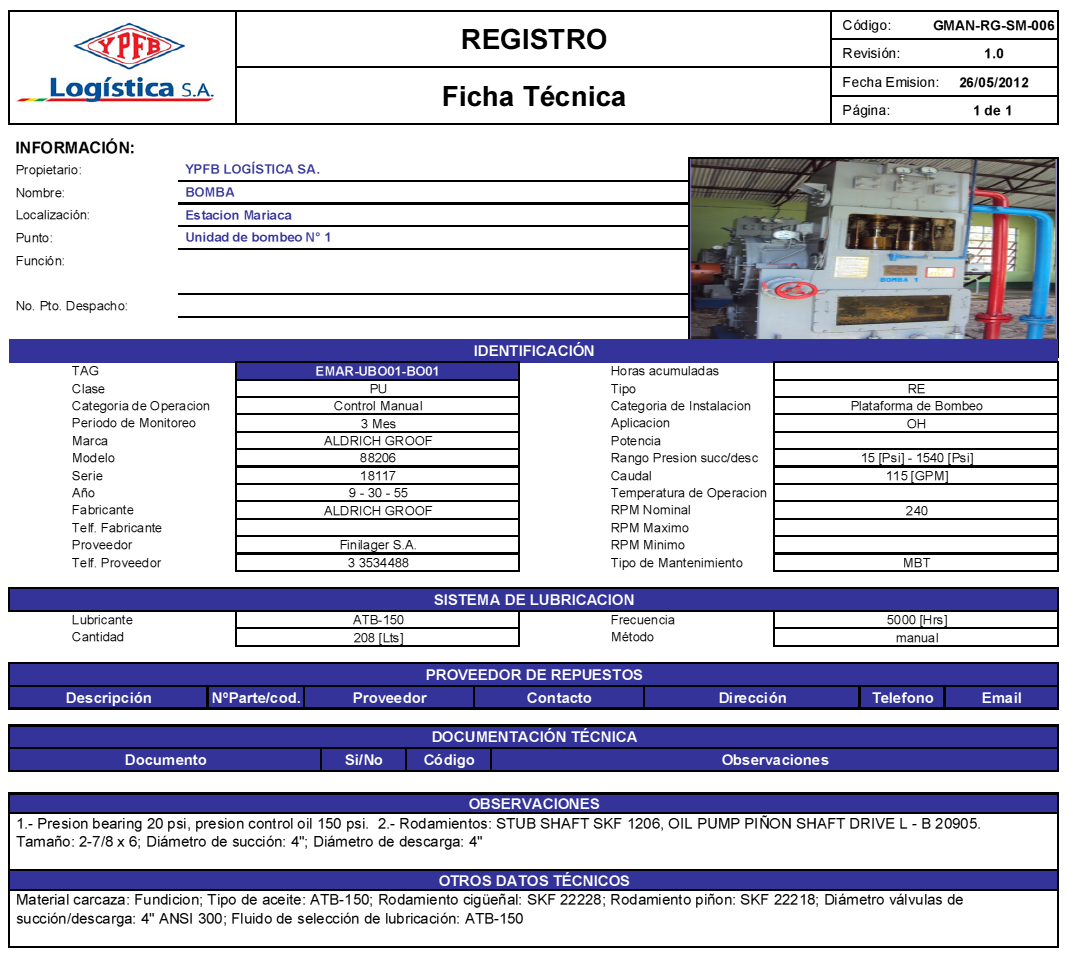 YPFB
Logística S.A.
REGISTRO
Ficha Técnica
Código: GMAN-RG-SM-006
Revisión: 1.0
Fecha Emision: 26/05/2012
Página: 1 de 1
INFORMACIÓN:
Propietario: YPFB LOGÍSTICA SA.
Nombre: BOMBA
Localización: Estacion Mariaca
Punto: Unidad de bombeo N° 1
Función:
No. Pto. Despacho:
BOMBA 1
IDENTIFICACIÓN
TAG EMAR-UBO01-BO01 Horas acumuladas
Clase PU Tipo RE
Categoria de Operacion Control Manual Categoria de Instalacion Plataforma de Bombeo
Periodo de Monitoreo 3 Mes Aplicacion OH
Marca ALDRICH GROOF Potencia
Modelo 88206 Rango Presion succ/desc 15 [Psi] - 1540 [Psi]
Serie 18117 Caudal 115 [GPM]
Año 9 - 30 - 55 Temperatura de Operacion
Fabricante ALDRICH GROOF RPM Nominal 240
Telf. Fabricante RPM Maximo
Proveedor Finilager S.A. RPM Minimo
Telf. Proveedor 3 3534488 Tipo de Mantenimiento MBT
SISTEMA DE LUBRICACION
Lubricante ATB-150 Frecuencia 5000 [Hrs]
Cantidad 208 [Lts] Método manual
PROVEEDOR DE REPUESTOS
Descripción NºParte/cod. Proveedor Contacto Dirección Telefono Email
DOCUMENTACIÓN TÉCNICA
Documento Si/No Código Observaciones
OBSERVACIONES
1.- Presion bearing 20 psi, presion control oil 150 psi. 2.- Rodamientos: STUB SHAFT SKF 1206, OIL PUMP PIÑON SHAFT DRIVE L - B 20905.
Tamaño: 2-7/8 x 6; Diámetro de succión: 4"; Diámetro de descarga: 4"
OTROS DATOS TÉCNICOS
Material carcaza: Fundicion; Tipo de aceite: ATB-150; Rodamiento cigüeñal: SKF 22228; Rodamiento piñon: SKF 22218; Diámetro válvulas de
succión/descarga: 4" ANSI 300; Fluido de selección de lubricación: ATB-150